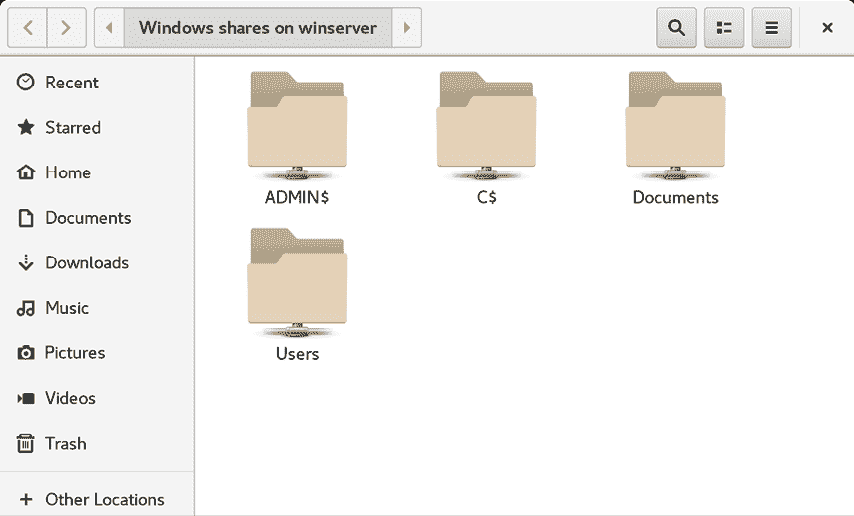 Windows shares on winserver
Recent
Starred
Home
Documents
Downloads
Music
Pictures
Videos
Trash
Other Locations
ADMIN$
C$
Documents
Users